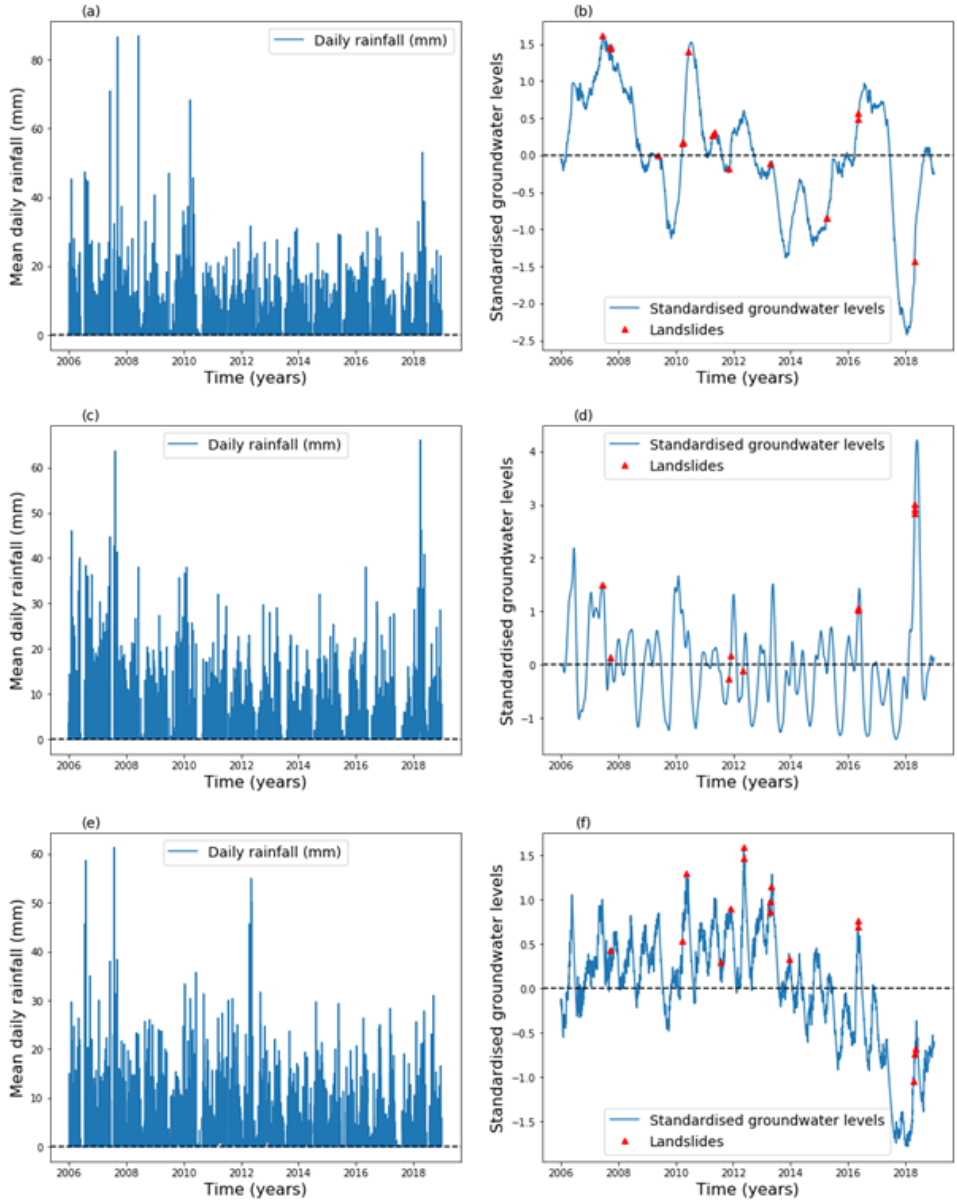 (a)
Daily rainfall (mm)
Mean daily rainfall (mm)
80
60
40
20
0
2006 2008 2010 2012 2014 2016 2018
Time (years)
(b)
Standardised groundwater levels
1.5
1.0
0.5
0.0
−0.5
−1.0
−1.5
−2.0
−2.5
Standardised groundwater levels
Landslides
2006 2008 2010 2012 2014 2016 2018
Time (years)
(c)
Daily rainfall (mm)
Mean daily rainfall (mm)
60
50
40
30
20
10
0
2006 2008 2010 2012 2014 2016 2018
Time (years)
(d)
Standardised groundwater levels
Landslides
Standardised groundwater levels
4
3
2
1
0
−1
2006 2008 2010 2012 2014 2016 2018
Time (years)
(e)
Daily rainfall (mm)
Mean daily rainfall (mm)
60
50
40
30
20
10
0
2006 2008 2010 2012 2014 2016 2018
Time (years)
(f)
Standardised groundwater levels
1.5
1.0
0.5
0.0
−0.5
−1.0
−1.5
Standardised groundwater levels
Landslides
2006 2008 2010 2012 2014 2016 2018
Time (years)